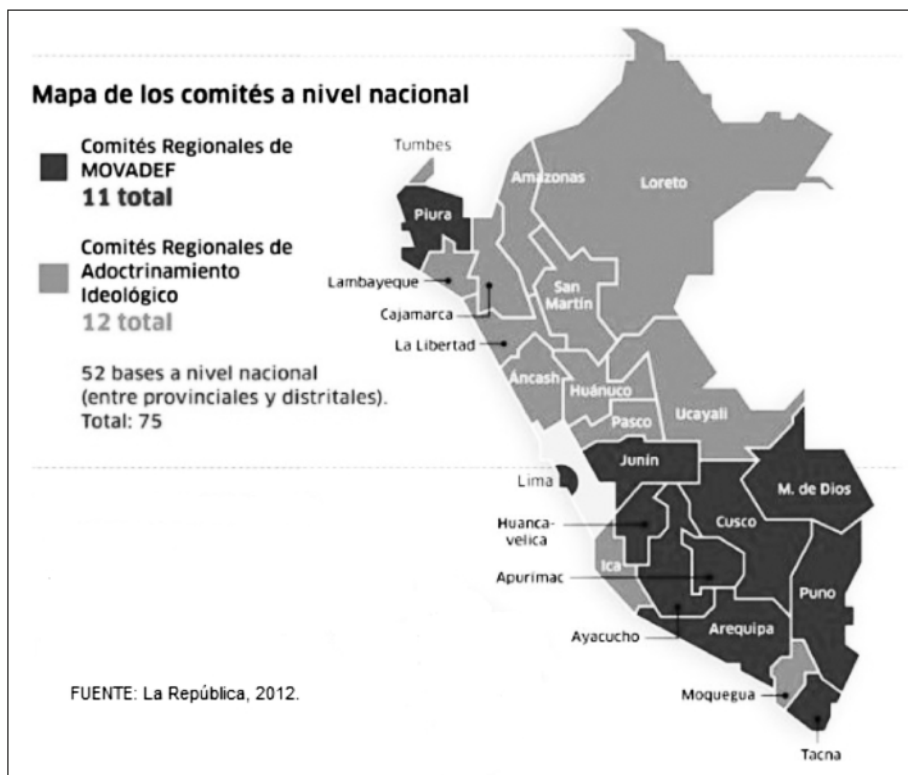 Mapa de los comités a nivel nacional
Comités Regionales de
MOVADEF
11 total
Comités Regionales de
Adoctrinamiento
Ideológico
12 total
52 bases a nivel nacional
(entre provinciales y distritales).
Total: 75
Tumbes
Amazonas
Loreto
Piura
Lambayeque
Cajamarca
San
Martín
La Libertad
Áncash
Huánuco
Ucayali
Pasco
Junín
Lima
M. de Dios
Cusco
Huanca-
velica
Ica
Apurímac
Puno
Ayacucho
Arequipa
Moquegua
Tacna
FUENTE: La República, 2012.